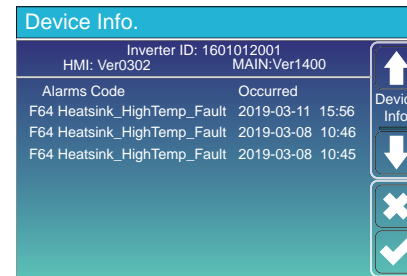 Device Info.
Inverter ID: 1601012001
HMI: Ver0302 MAIN:Ver1400
Alarms Code Occurred
F64 Heatsink_HighTemp_Fault 2019-03-11 15:56
F64 Heatsink_HighTemp_Fault 2019-03-08 10:46
F64 Heatsink_HighTemp_Fault 2019-03-08 10:45
Info